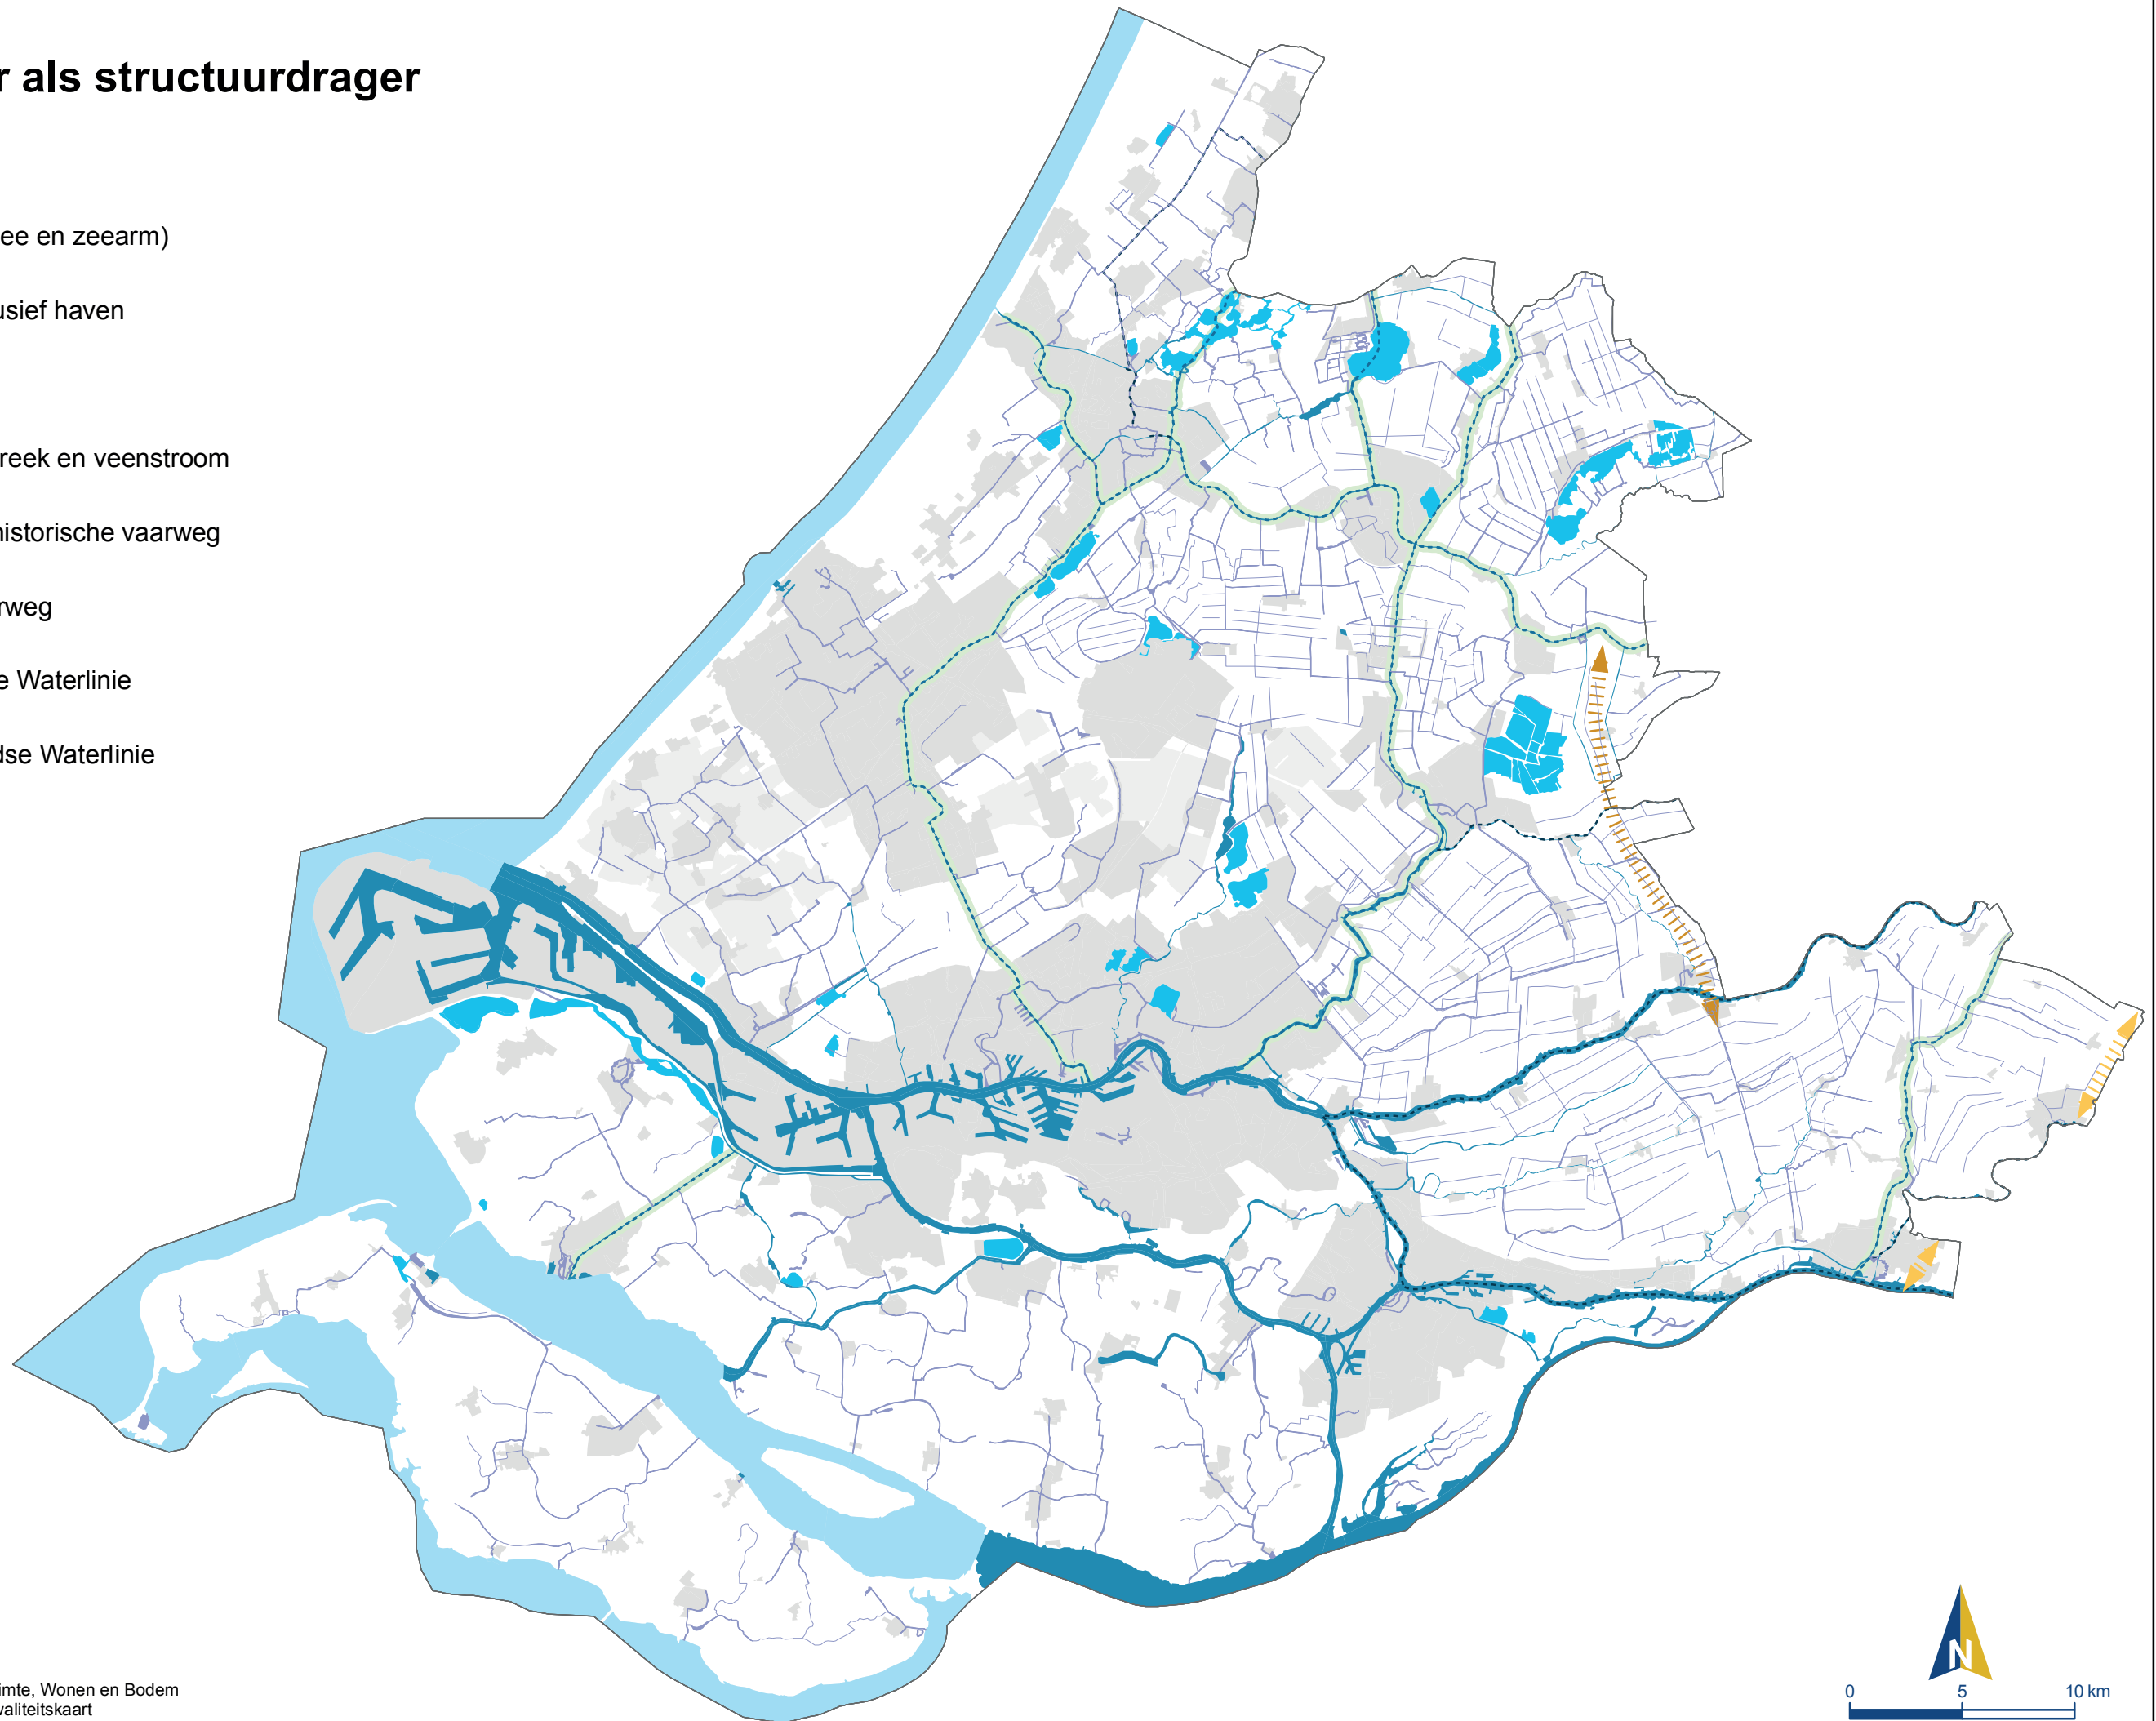 r als structuurdrager
ee en zeearm)
usief haven
reek en veenstroom
historische vaarweg
rweg
e Waterlinie
dse Waterlinie
imte, Wonen en Bodem
valiteitskaart
N
0 5 10 km